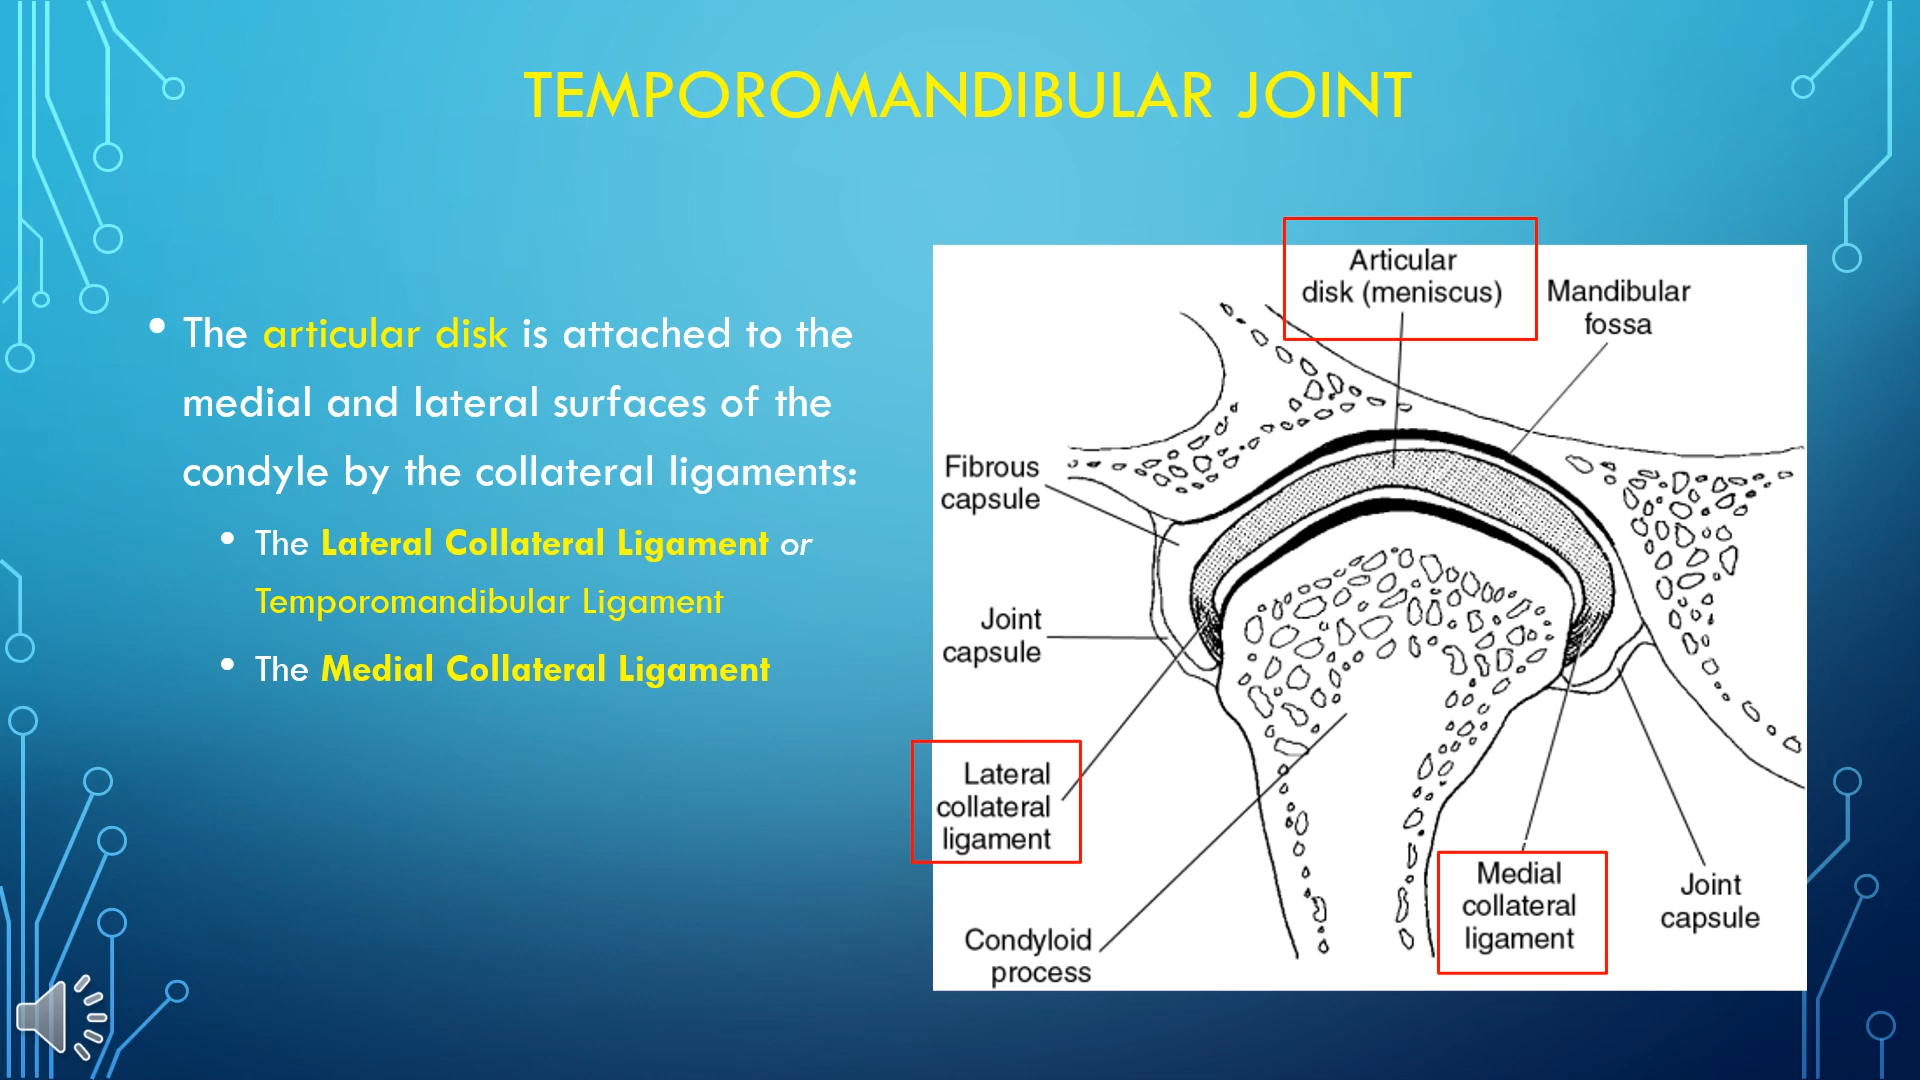 TEMPOROMANDIBULAR JOINT
• The articular disk is attached to the
medial and lateral surfaces of the
condyle by the collateral ligaments:
• The Lateral Collateral Ligament or
Temporomandibular Ligament
• The Medial Collateral Ligament
Articular
disk (meniscus)
Mandibular
fossa
Fibrous
capsule
Joint
capsule
Lateral
collateral
ligament
Condyloid
process
Medial
collateral
ligament
Joint
capsule